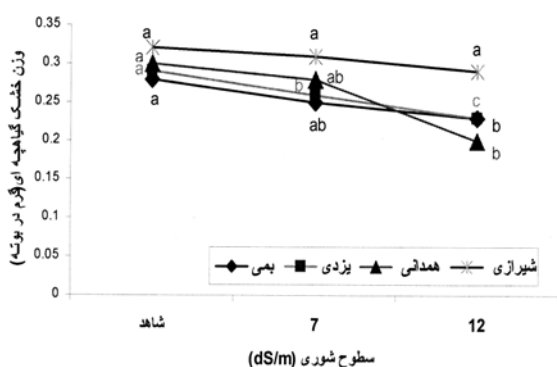 وزن خشک گیاهچه ای(گرم در بوته)
0.35
0.3
0.25
0.2
0.15
0.1
0.05
0
a
a
a
a
a
ab
b
ab
a
c
b
b
بمی
یزدی
همدانی
شیرازی
شاهد
7
12
سطوح شوری (dS/m)